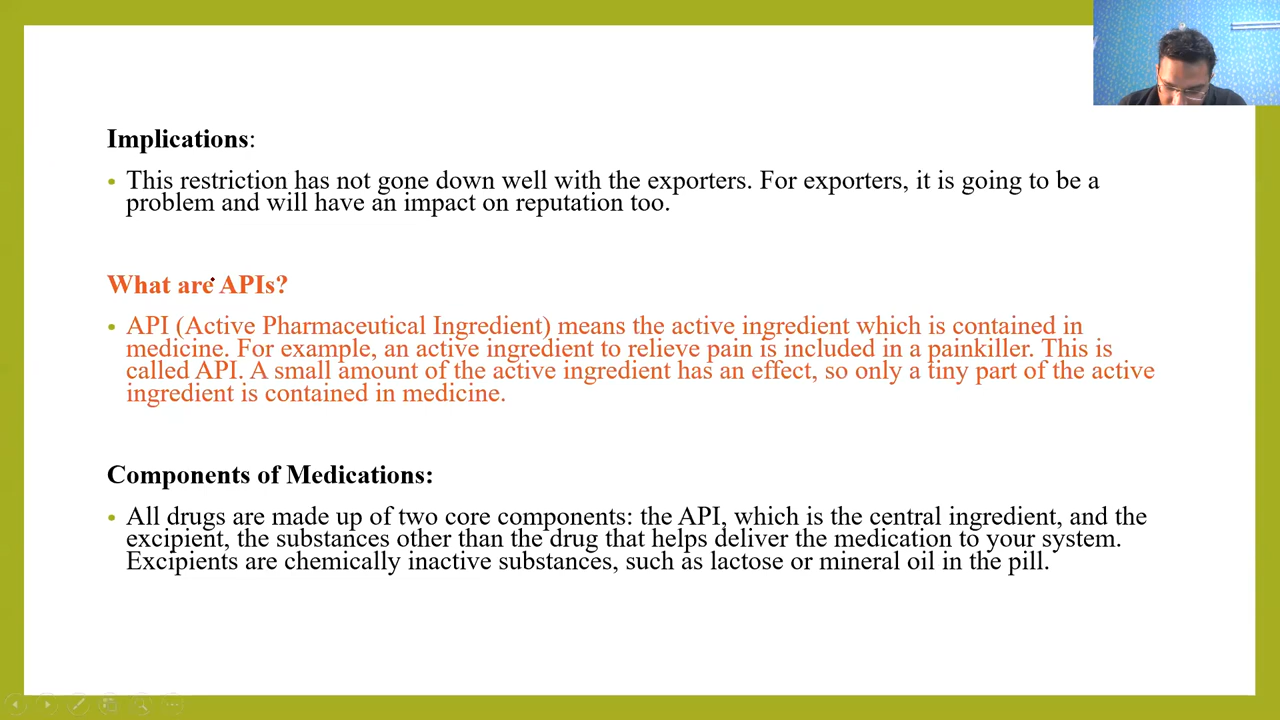 Implications:
• This restriction has not gone down well with the exporters. For exporters, it is going to be a
problem and will have an impact on reputation too.
What are APIs?
• API (Active Pharmaceutical Ingredient) means the active ingredient which is contained in
medicine. For example, an active ingredient to relieve pain is included in a painkiller. This is
called API. A small amount of the active ingredient has an effect, so only a tiny part of the active
ingredient is contained in medicine.
Components of Medications:
• All drugs are made up of two core components: the API, which is the central ingredient, and the
excipient, the substances other than the drug that helps deliver the medication to your system.
Excipients are chemically inactive substances, such as lactose or mineral oil in the pill.